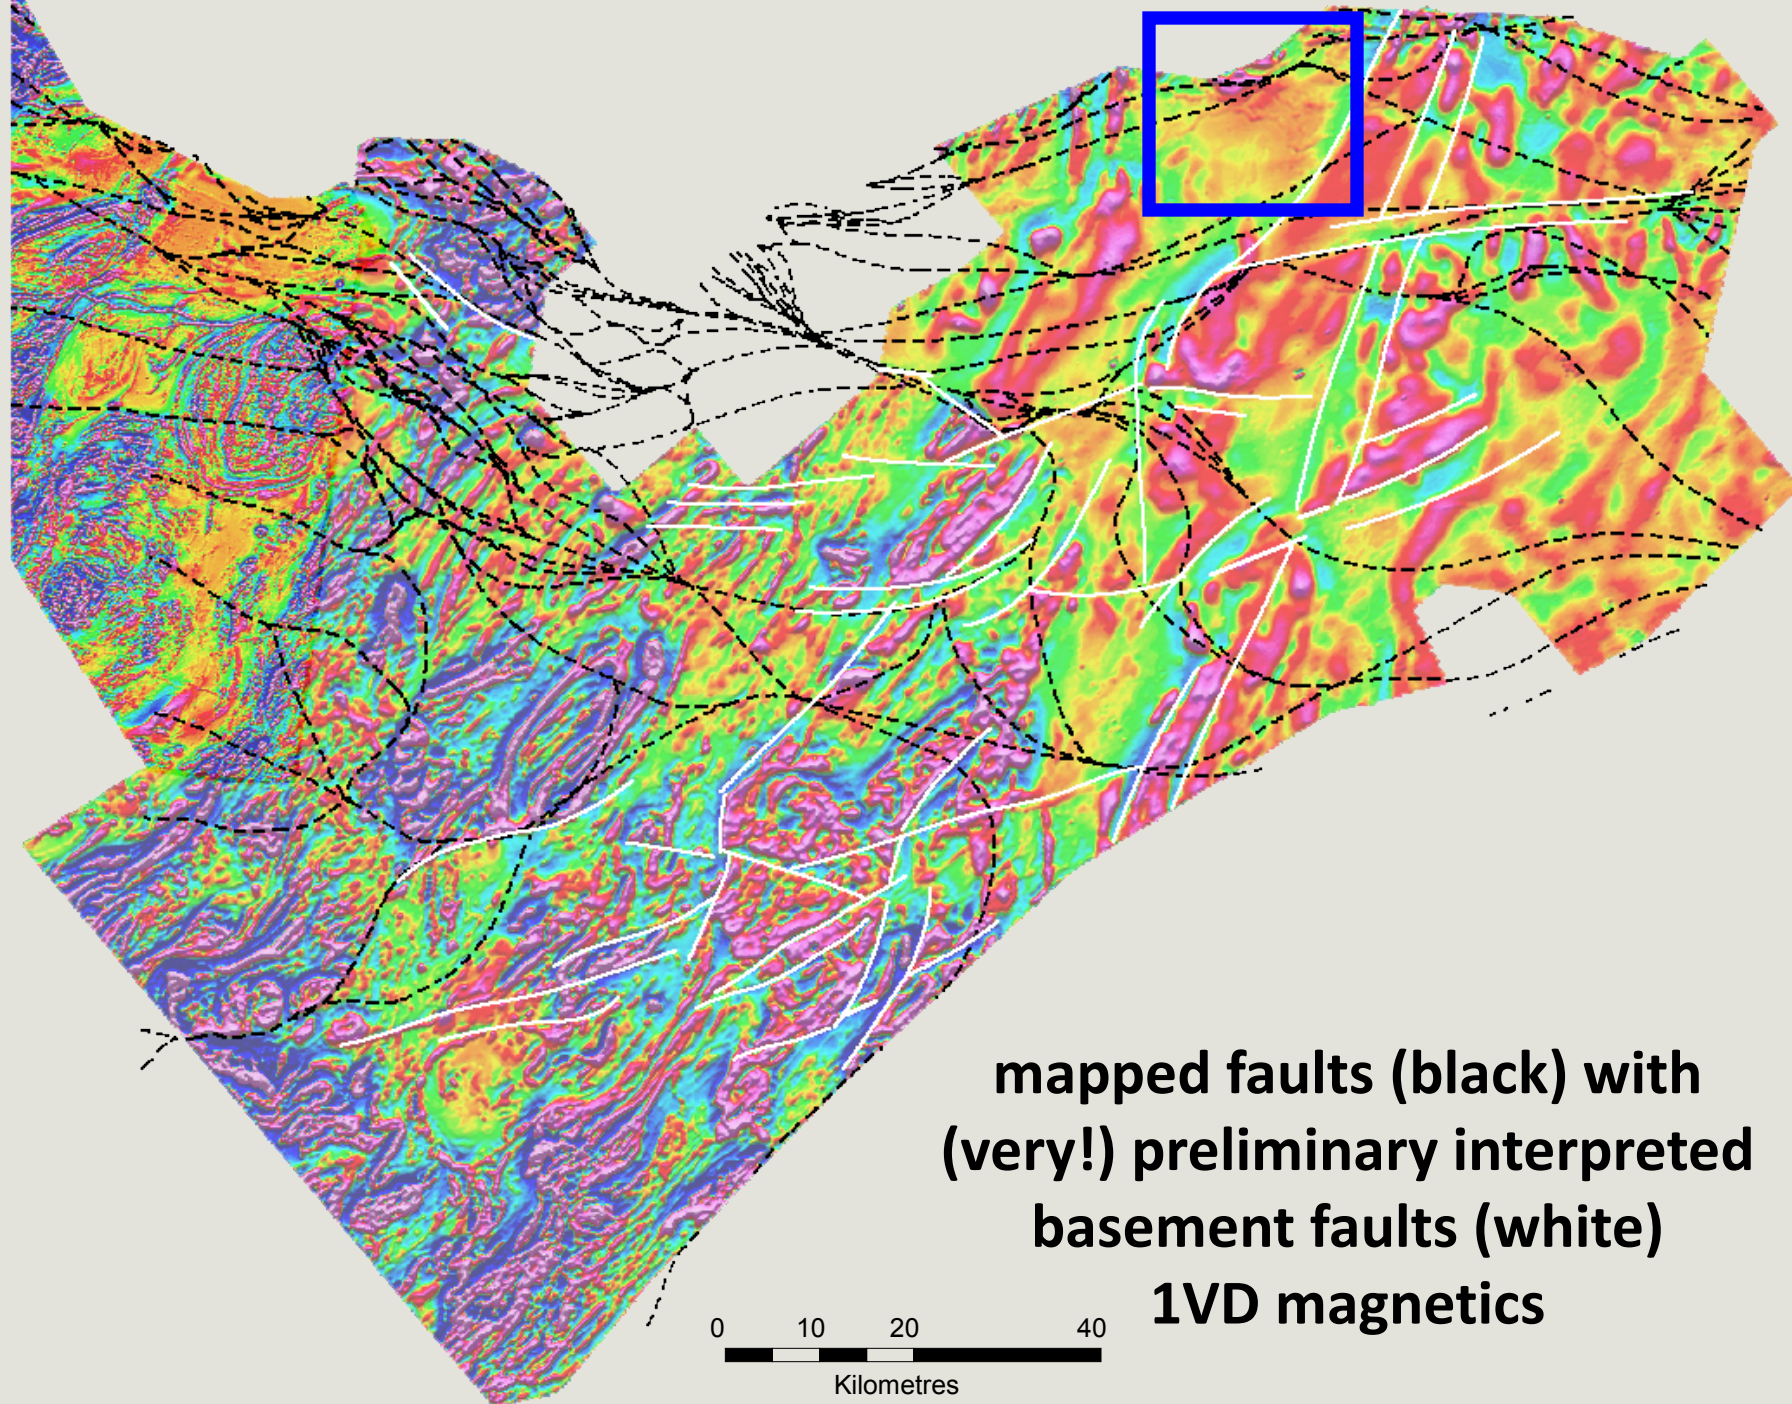 mapped faults (black) with
(very!) preliminary interpreted
basement faults (white)
1VD magnetics
0 10 20 40
Kilometres